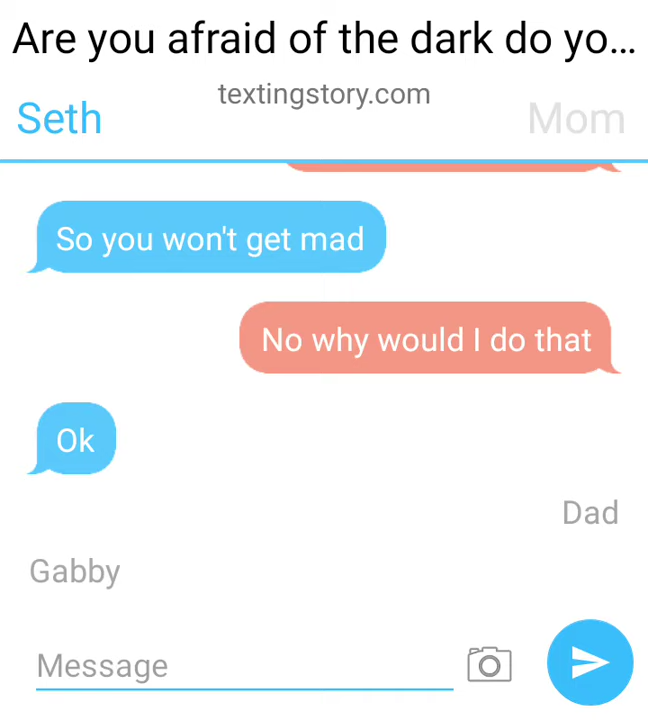 Are you afraid of the dark do yo...
textingstory.com
Seth
Mom
So you won't get mad
No why would I do that
Ok
Dad
Gabby
Message